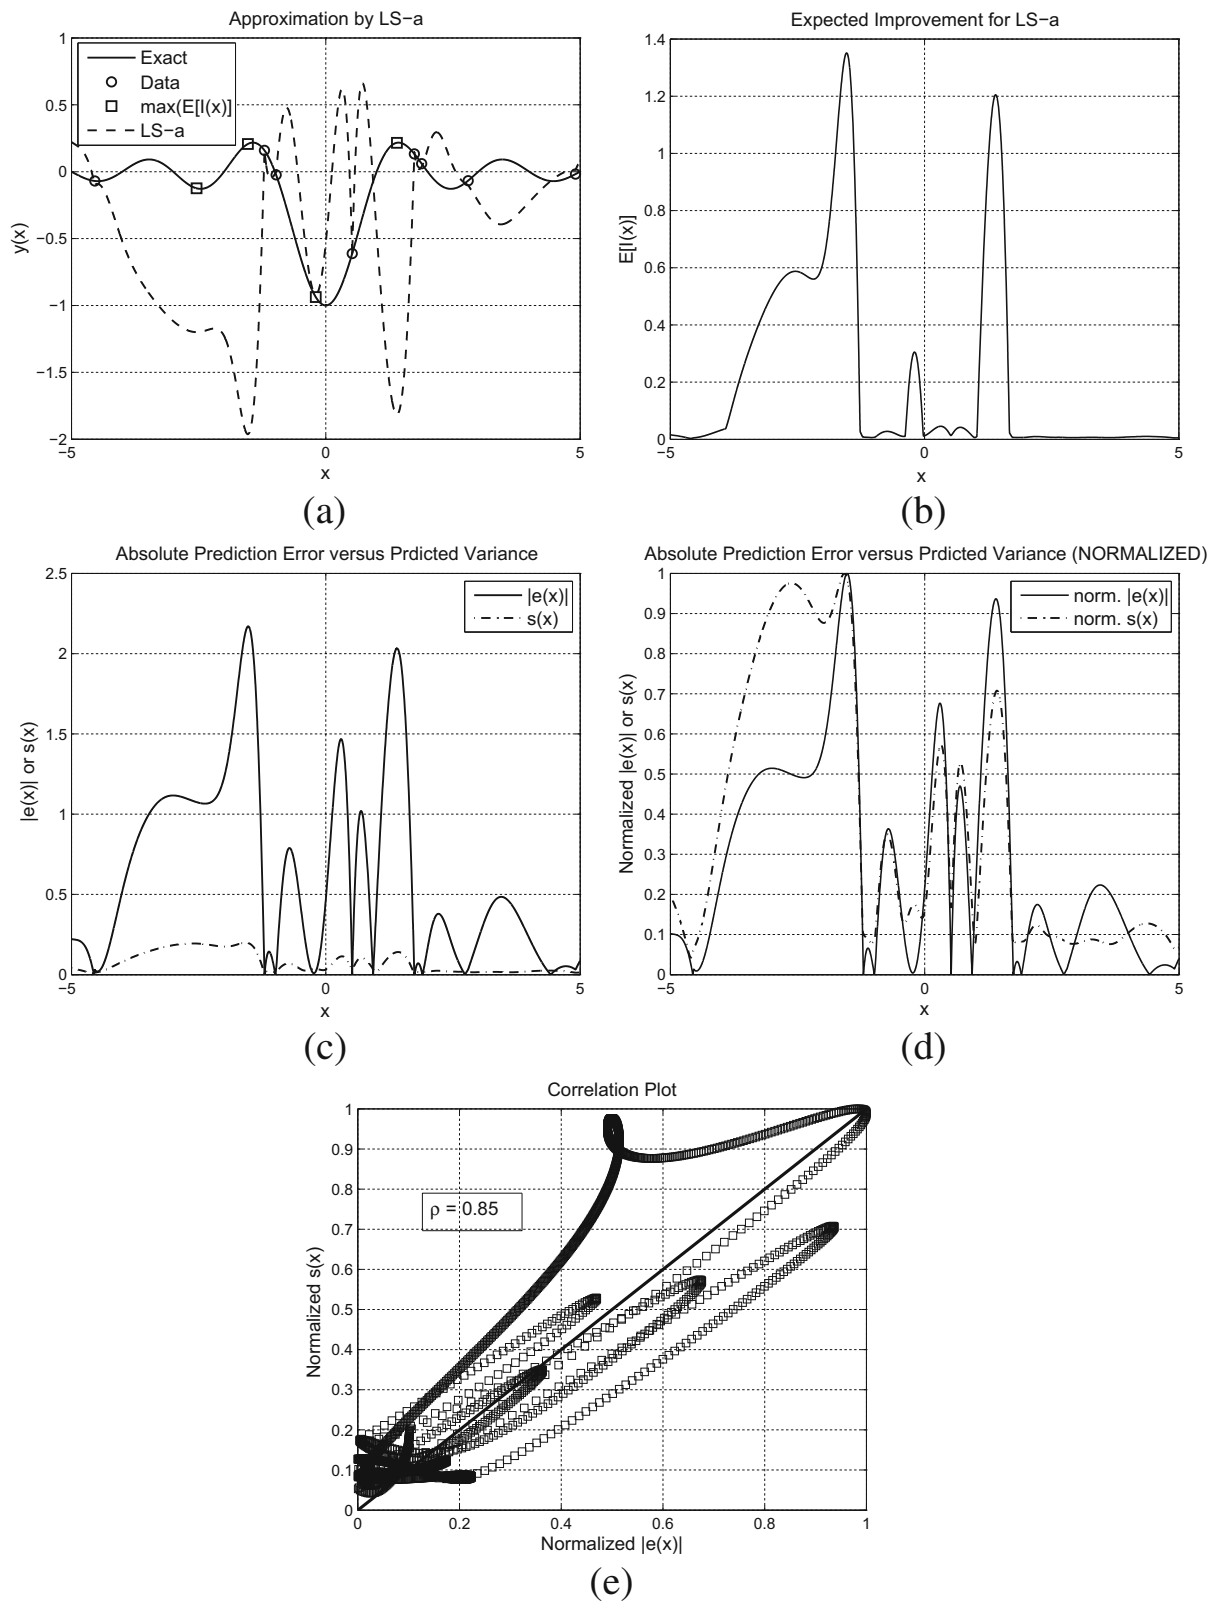 Approximation by LS−a
1
0.5
0
−0.5
−1
−1.5
−2
−5
0
5
y(x)
x
Exact
Data
max(E[I(x)]
LS−a
(a)
Expected Improvement for LS−a
1.4
1.2
1
0.8
0.6
0.4
0.2
0
−5
0
5
E[I(x)]
x
(b)
Absolute Prediction Error versus Prdicted Variance
2.5
2
1.5
1
0.5
0
−5
0
5
|e(x)| or s(x)
x
|e(x)|
s(x)
(c)
Absolute Prediction Error versus Prdicted Variance (NORMALIZED)
1
0.9
0.8
0.7
0.6
0.5
0.4
0.3
0.2
0.1
0
−5
0
5
Normalized |e(x)| or s(x)
x
norm. |e(x)|
norm. s(x)
(d)
Correlation Plot
1
0.9
0.8
0.7
0.6
0.5
0.4
0.3
0.2
0.1
0
0
0.2
0.4
0.6
0.8
1
Normalized s(x)
ρ = 0.85
Normalized |e(x)|
(e)